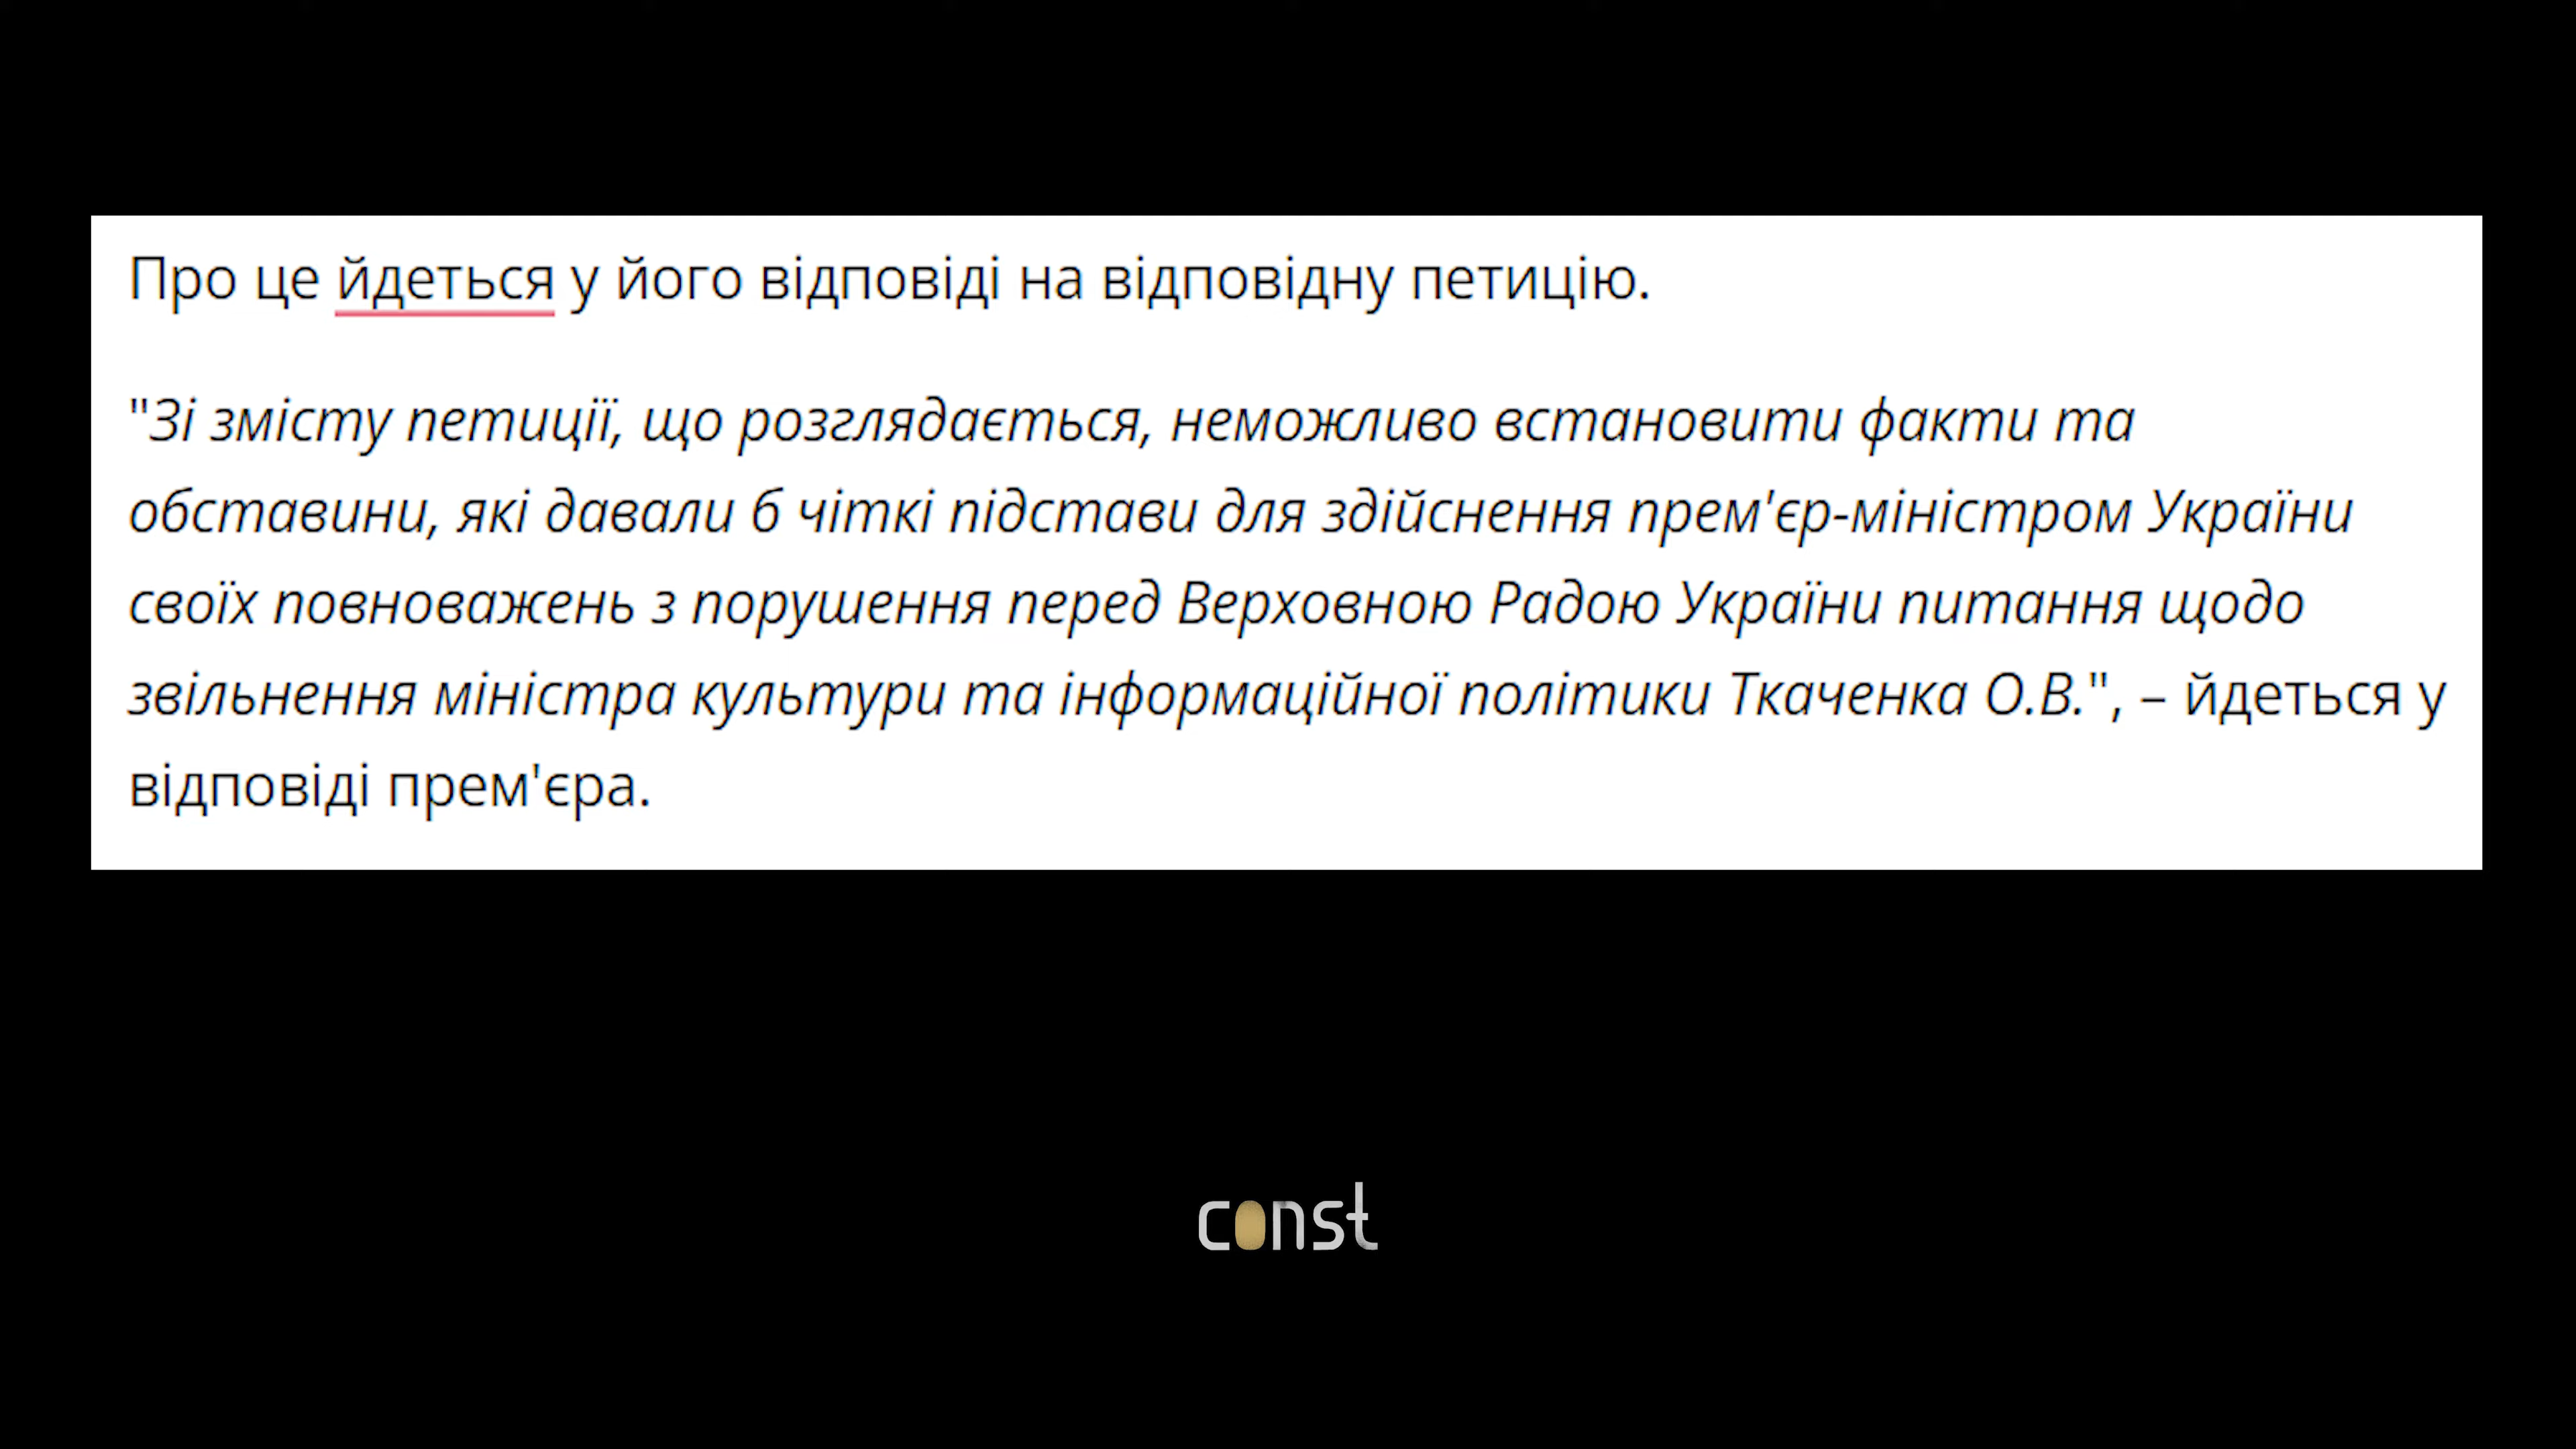 Про це йдеться у його відповіді на відповідну петицію.
"Зі змісту петиції, що розглядається, неможливо встановити факти та
обставини, які давали б чіткі підстави для здійснення прем'єр-міністром України
своїх повноважень з порушення перед Верховною Радою України питання щодо
звільнення міністра культури та інформаційної політики Ткаченка О.В.", – йдеться у
відповіді прем'єра.
const